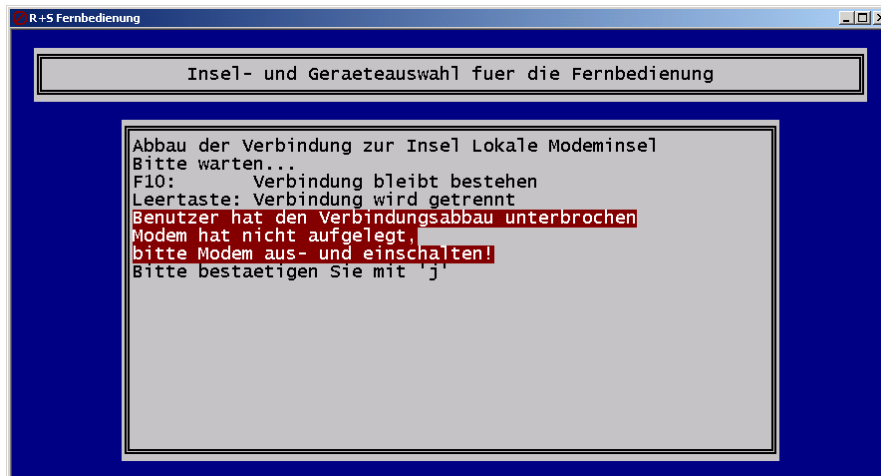 R+S Fernbedienung
Insel- und Geraeteauswahl fuer die Fernbedienung
Abbau der Verbindung zur Insel Lokale Modeminsel
Bitte warten...
F10: Verbindung bleibt bestehen
Leertaste: Verbindung wird getrennt
Benutzer hat den Verbindungsabbau unterbrochen
Modem hat nicht aufgelegt,
bitte Modem aus- und einschalten!
Bitte bestaetigen Sie mit 'j'